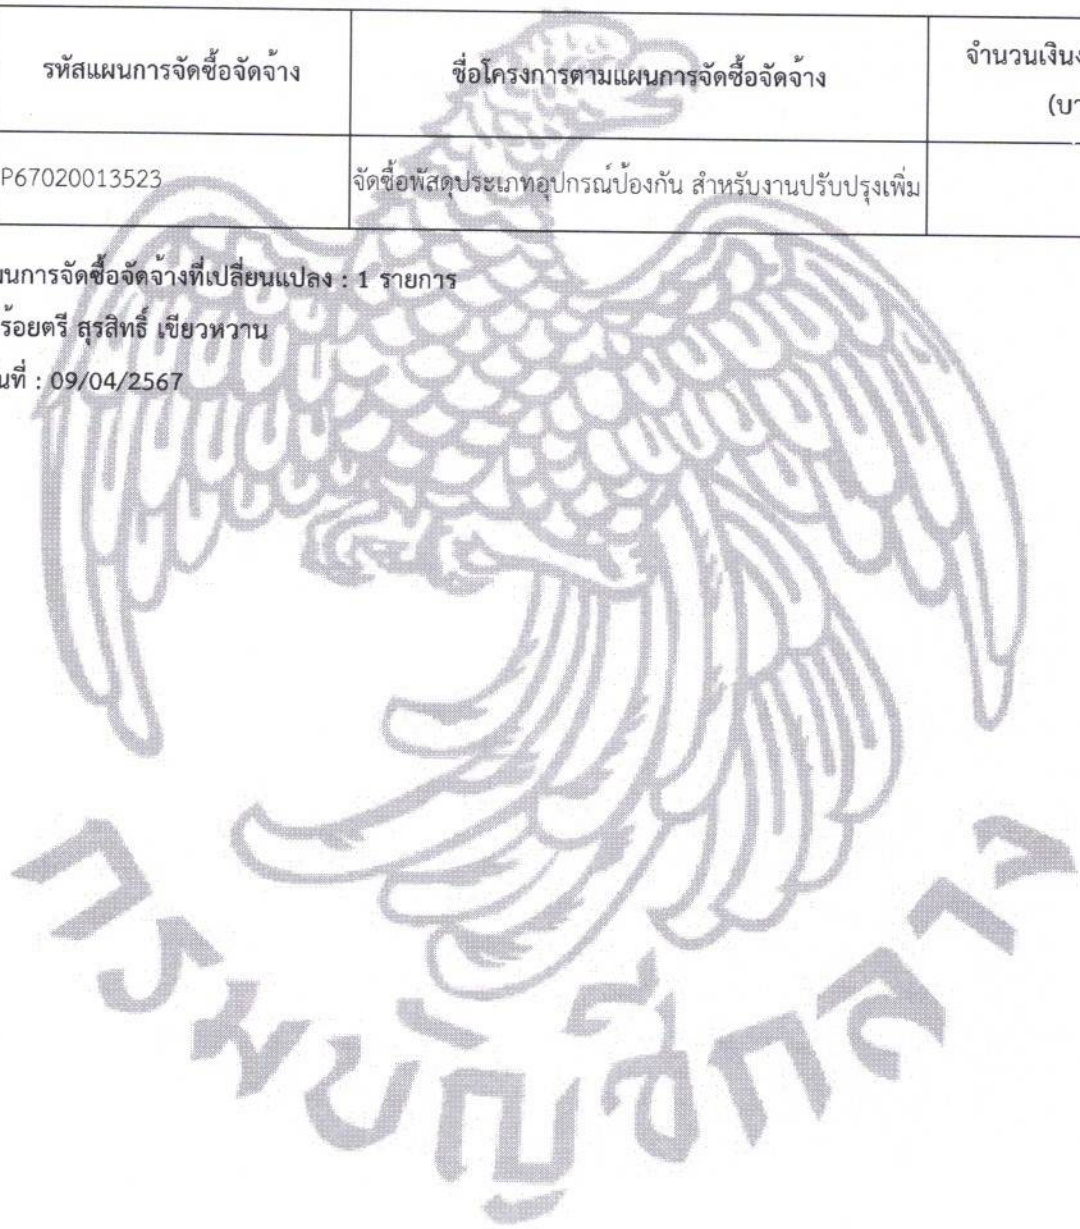 รหัสแผนการจัดซื้อจัดจ้าง
ชื่อโครงการตามแผนการจัดซื้อจัดจ้าง
จำนวนเงิน
P67020013523
จัดซื้อพัสดุประเภทอุปกรณ์ป้องกัน สำหรับงานปรับปรุงเพิ่ม
การจัดซื้อจัดจ้างที่เปลี่ยนแปลง : 1 รายการ
ร้อยตรี สุรสิทธิ์ เขียวหวาน
ที่ : 09/04/2567
กรมบัญชีกลาง